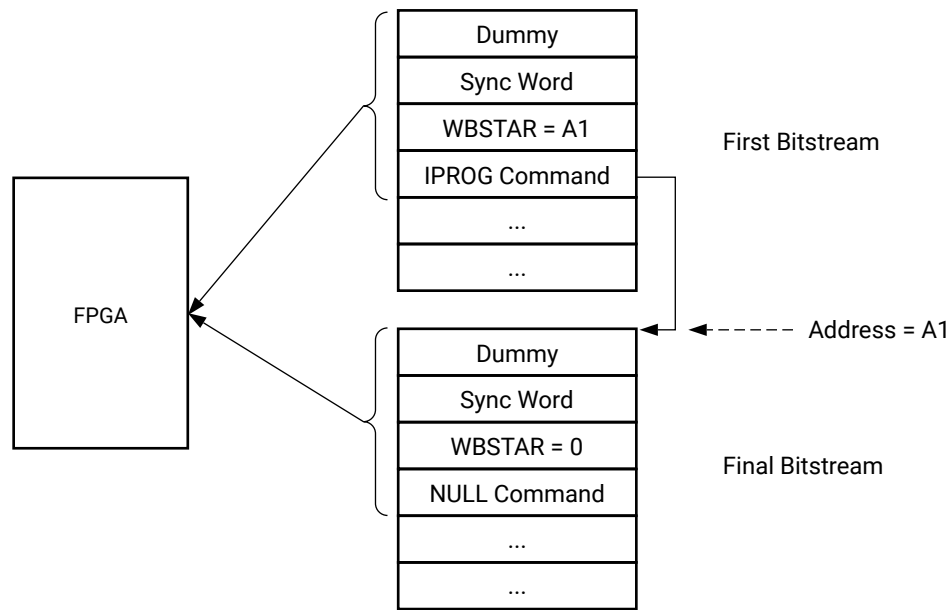 Dummy
Sync Word
WBSTAR = A1
First Bitstream
IPROG Command
...
...
FPGA
Dummy
Address = A1
Sync Word
WBSTAR = 0
Final Bitstream
NULL Command
...
...